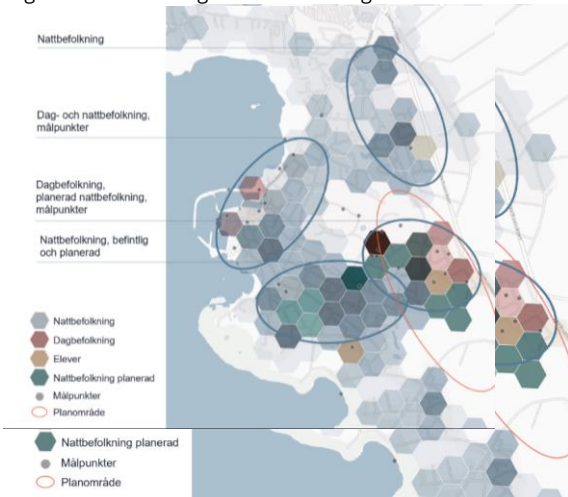 Nattbefolkning
Dag- och nattbefolkning,
målpunkter
Dagbefolkning,
planerad nattbefolkning,
målpunkter
Nattbefolkning, befintlig
och planerad
Nattbefolkning
Dagbefolkning
Elever
Nattbefolkning planerad
Målpunkter
Planområde
Nattbefolkning planerad
Målpunkter
Planområde